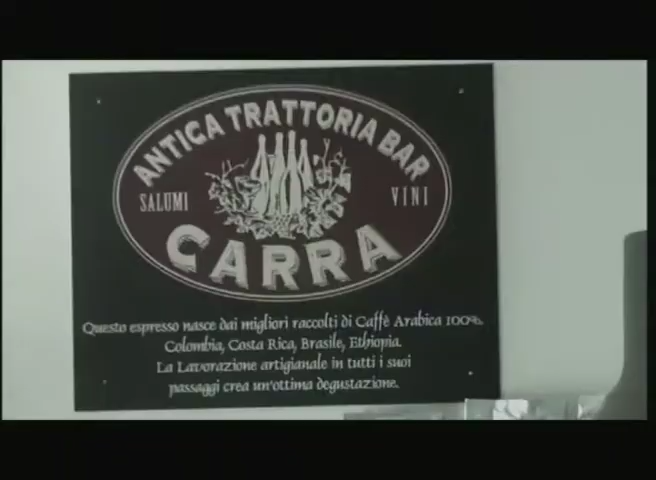 ANTICA TRATTORIA BAR
SALUMI VINI
CARRA
Questo espresso nasce dai migliori raccolti di Caffè Arabica 100%.
Colombia, Costa Rica, Brasile, Ethiopia.
La Lavorazione artigianale in tutti i suoi
passaggi crea un'ottima degustazione.